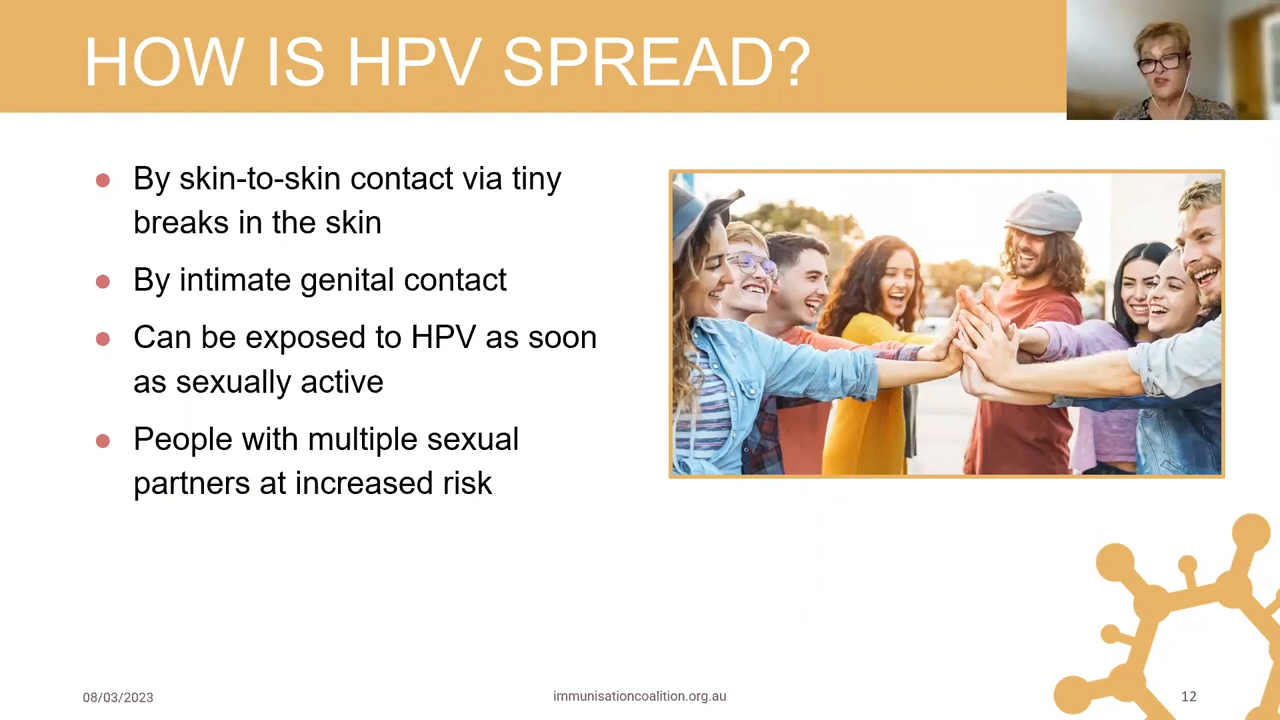 HOW IS HPV SPREAD?
● By skin-to-skin contact via tiny
breaks in the skin
● By intimate genital contact
● Can be exposed to HPV as soon
as sexually active
● People with multiple sexual
partners at increased risk
08/03/2023
immunisationcoalition.org.au
12